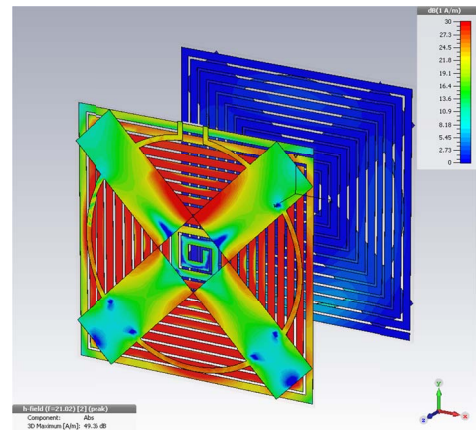 dB(1 A/m)
30
27.3
24.5
21.8
19.1
16.4
13.6
10.9
8.18
5.45
2.73
0
h-field (f=21.02) [2] (peak)
Component: Abs
3D Maximum [A/m]: 49.3 dB
y
z
x